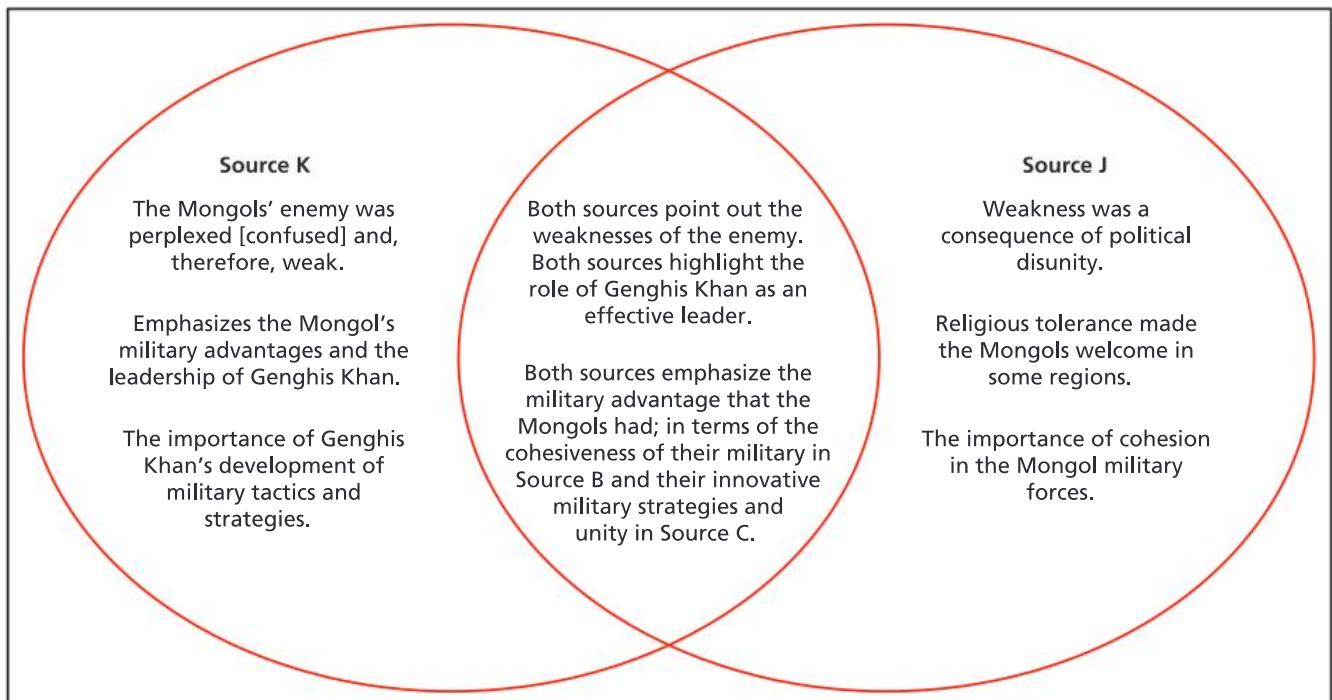 Source K
The Mongols' enemy was
perplexed [confused] and,
therefore, weak.
Emphasizes the Mongol's
military advantages and the
leadership of Genghis Khan.
The importance of Genghis
Khan's development of
military tactics and
strategies.
Both sources point out the
weaknesses of the enemy.
Both sources highlight the
role of Genghis Khan as an
effective leader.
Both sources emphasize the
military advantage that the
Mongols had; in terms of the
cohesiveness of their military in
Source B and their innovative
military strategies and
unity in Source C.
Source J
Weakness was a
consequence of political
disunity.
Religious tolerance made
the Mongols welcome in
some regions.
The importance of cohesion
in the Mongol military
forces.